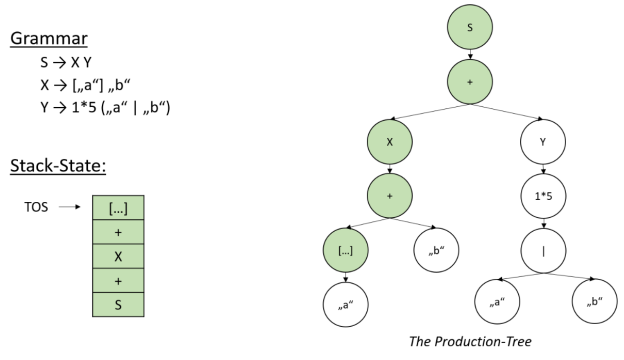 Grammar
S → X Y
X → [„a“] „b“
Y → 1*5 („a“ | „b“)
Stack-State:
TOS
[...]
+
X
+
S
S
+
X
Y
+
1*5
[...]
„b“
|
„a“
„a“
„b“
The Production-Tree